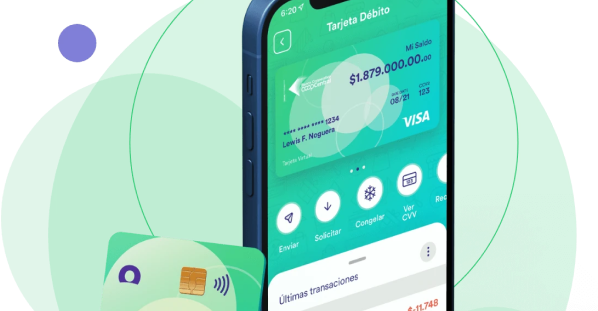 6:20
Tarjeta Débito
Mi Saldo
$1.879.000.00.00
08/21 123
**** **** **** 1234
Lewis F. Noguera
VISA
Tarjeta Virtual
Enviar
Solicitar
Congelar
Ver
CVV
Rec
Últimas transacciones
$-11.748